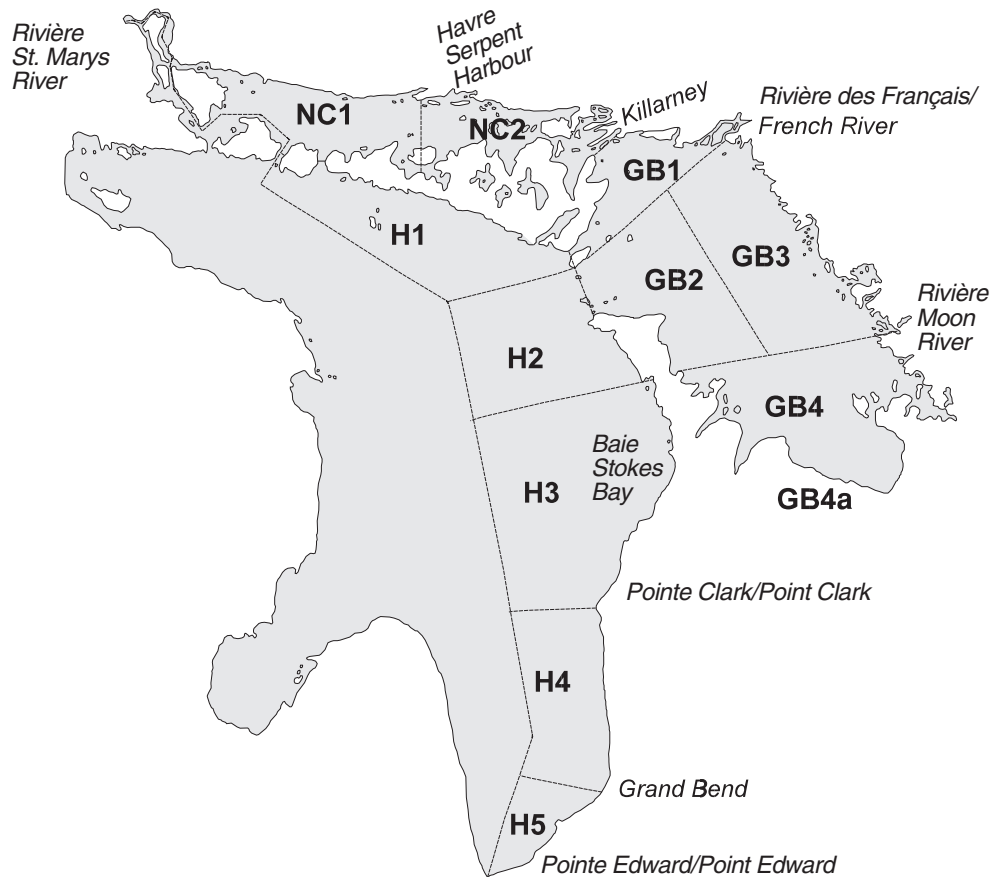 Rivière
St. Marys
River
Havre
Serpent
Harbour
NC1
NC2
Killarney
Rivière des Français/
French River
GB1
H1
GB2
GB3
Rivière
Moon
River
H2
GB4
Baie
Stokes
Bay
H3
GB4a
Pointe Clark/Point Clark
H4
Grand Bend
H5
Pointe Edward/Point Edward